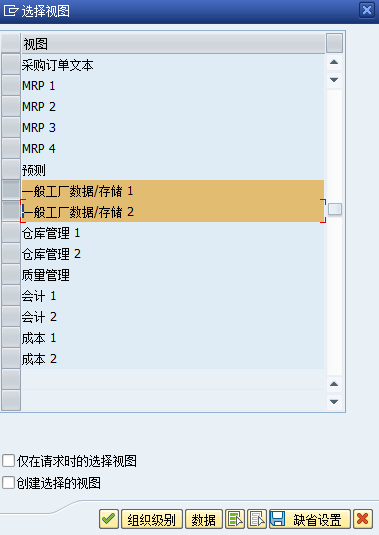 选择视图
视图
采购订单文本
MRP 1
MRP 2
MRP 3
MRP 4
预测
一般工厂数据/存储 1
一般工厂数据/存储 2
仓库管理 1
仓库管理 2
质量管理
会计 1
会计 2
成本 1
成本 2
仅在请求时的选择视图
创建选择的视图
组织级别 数据 缺省设置